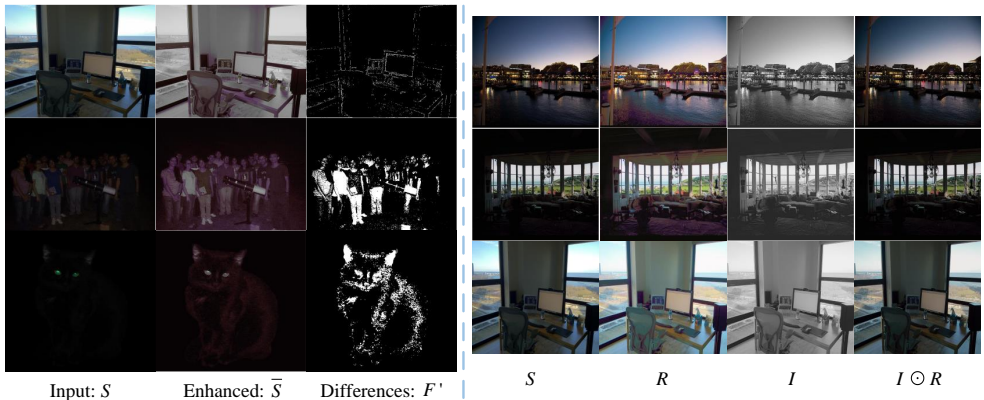 Input: S Enhanced: S̅ Differences: F' S R I I ⊙ R